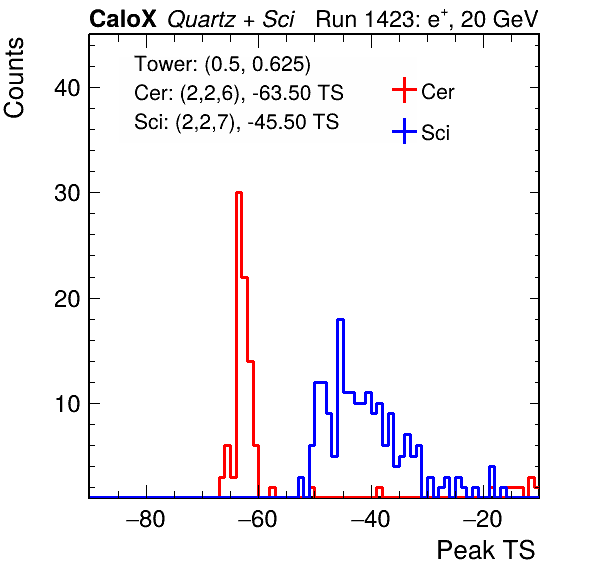 CaloX Quartz + Sci Run 1423: e⁺, 20 GeV
Counts
Tower: (0.5, 0.625)
Cer: (2,2,6), -63.50 TS
Sci: (2,2,7), -45.50 TS
Cer
Sci
40
30
20
10
−80 −60 −40 −20
Peak TS